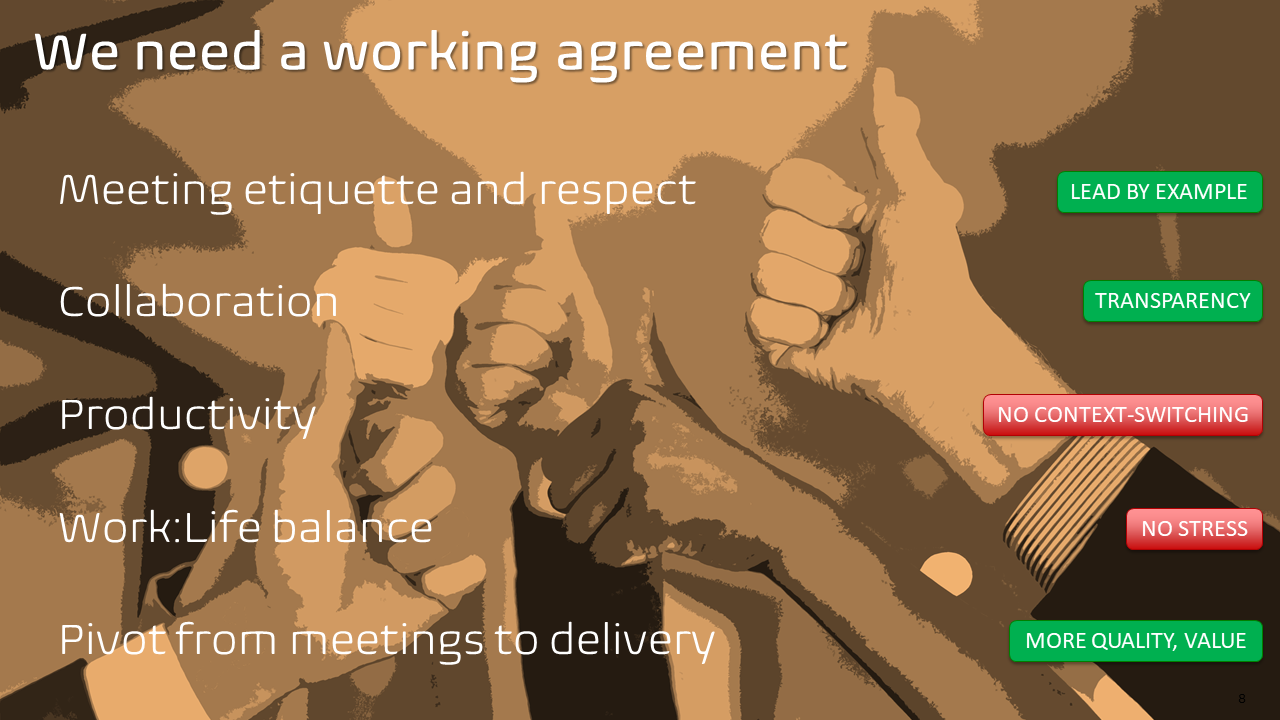 We need a working agreement
Meeting etiquette and respect
LEAD BY EXAMPLE
Collaboration
TRANSPARENCY
Productivity
NO CONTEXT-SWITCHING
Work:Life balance
NO STRESS
Pivot from meetings to delivery
MORE QUALITY, VALUE
8